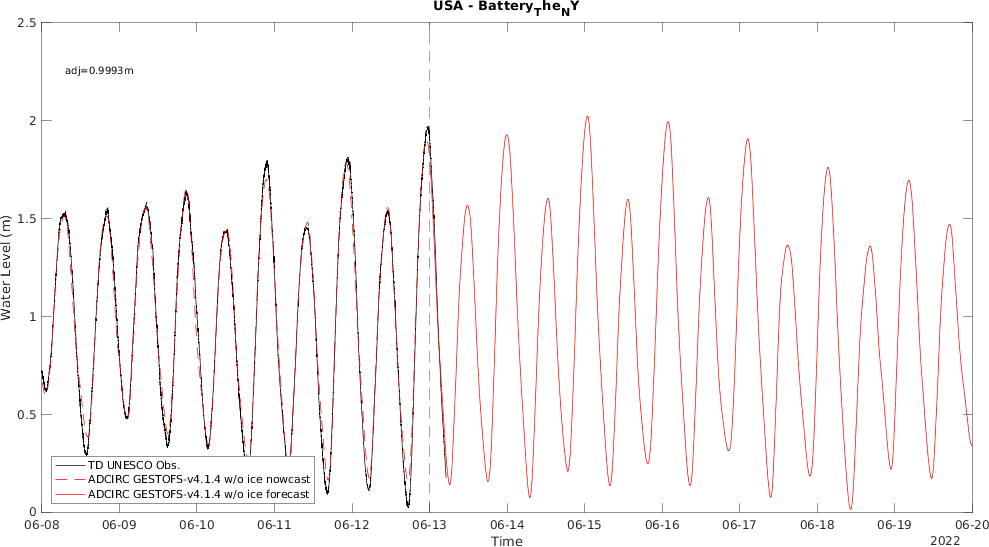 USA - Battery_The_NY
adj=0.9993m
2.5
2
1.5
1
0.5
0
Water Level (m)
TD UNESCO Obs.
ADCIRC GESTOFS-v4.1.4 w/o ice nowcast
ADCIRC GESTOFS-v4.1.4 w/o ice forecast
06-08 06-09 06-10 06-11 06-12 06-13 06-14 06-15 06-16 06-17 06-18 06-19 06-20
Time
2022